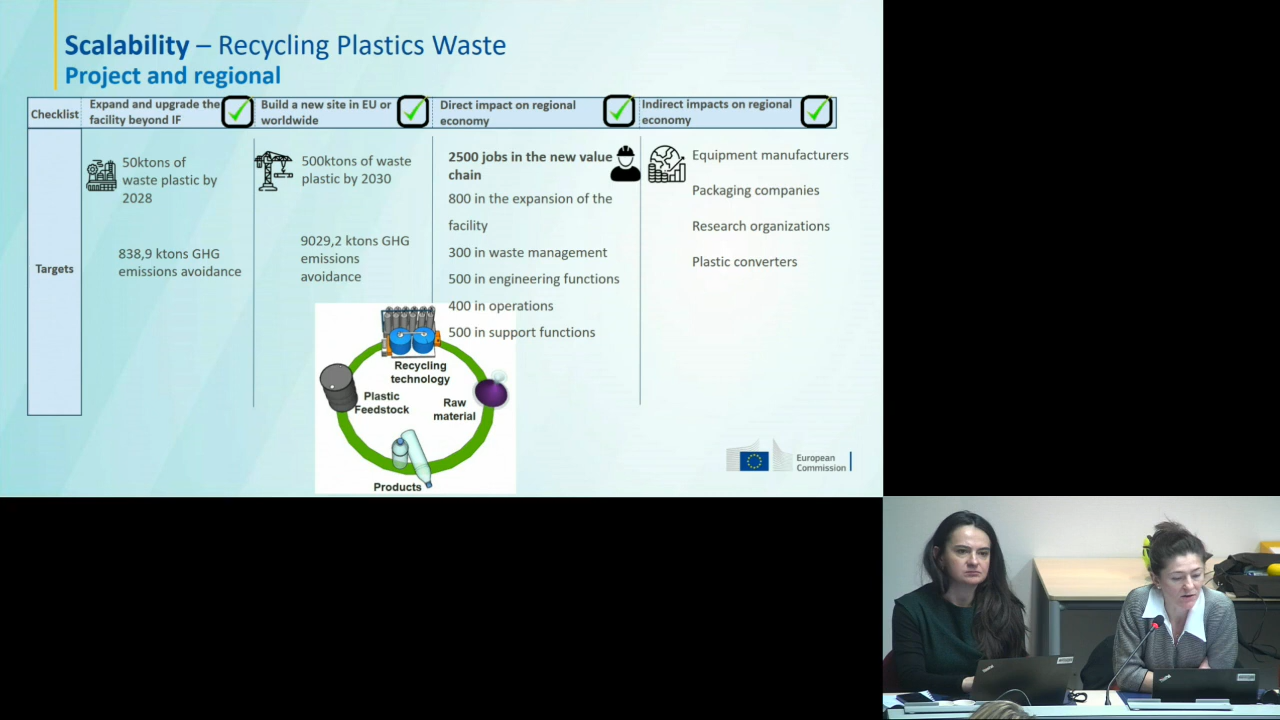 Scalability – Recycling Plastics Waste
Project and regional
Checklist
Expand and upgrade the
facility beyond IF
Build a new site in EU or
worldwide
Direct impact on regional
economy
Indirect impacts on regional
economy
Targets
50ktons of
waste plastic by
2028
838,9 ktons GHG
emissions avoidance
500ktons of waste
plastic by 2030
9029,2 ktons GHG
emissions
avoidance
2500 jobs in the new value
chain
800 in the expansion of the
facility
300 in waste management
500 in engineering functions
400 in operations
500 in support functions
Equipment manufacturers
Packaging companies
Research organizations
Plastic converters
Recycling
technology
Plastic
Feedstock
Raw
material
Products
European
Commission